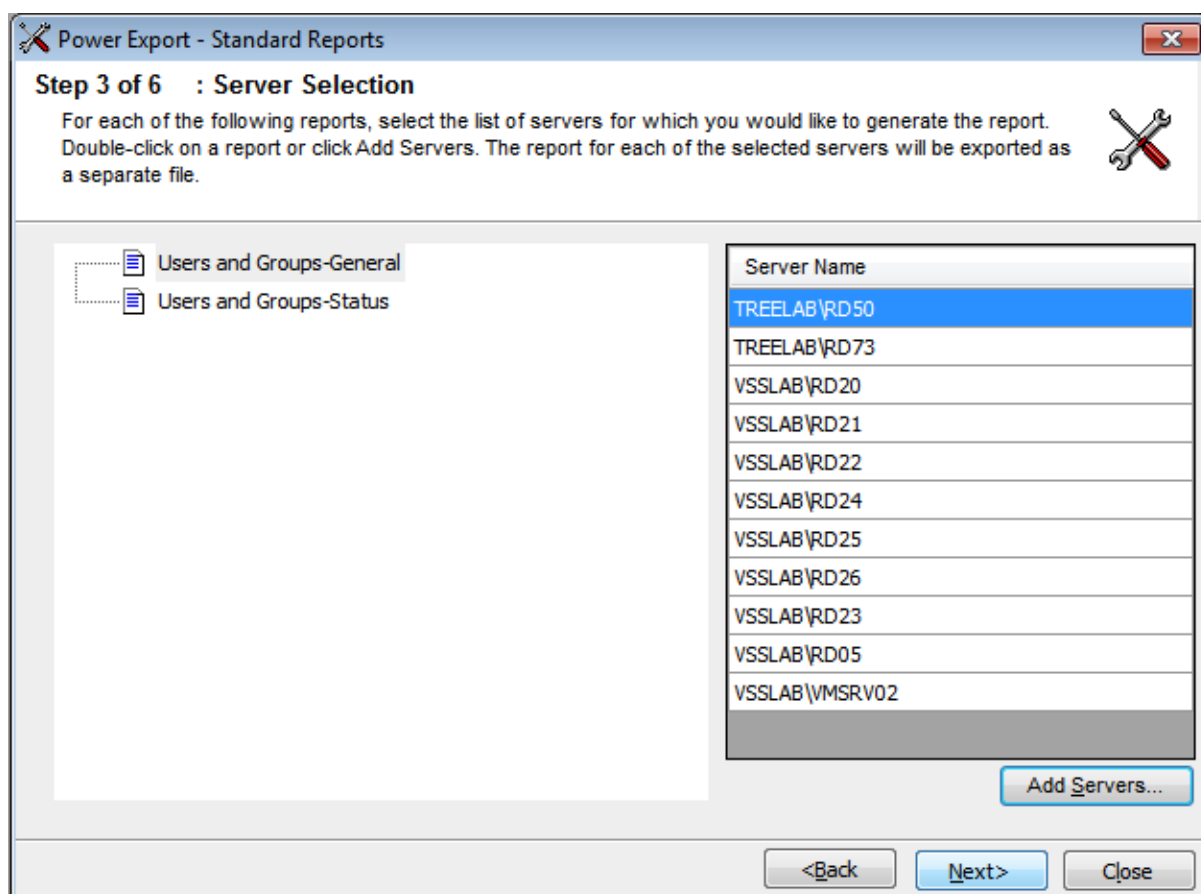 Power Export - Standard Reports
Step 3 of 6 : Server Selection
For each of the following reports, select the list of servers for which you would like to generate the report.
Double-click on a report or click Add Servers. The report for each of the selected servers will be exported as
a separate file.
Users and Groups-General
Users and Groups-Status
Server Name
TREELAB\RD50
TREELAB\RD73
VSSLAB\RD20
VSSLAB\RD21
VSSLAB\RD22
VSSLAB\RD24
VSSLAB\RD25
VSSLAB\RD26
VSSLAB\RD23
VSSLAB\RD05
VSSLAB\VMSRV02
Add Servers...
<Back
Next>
Close